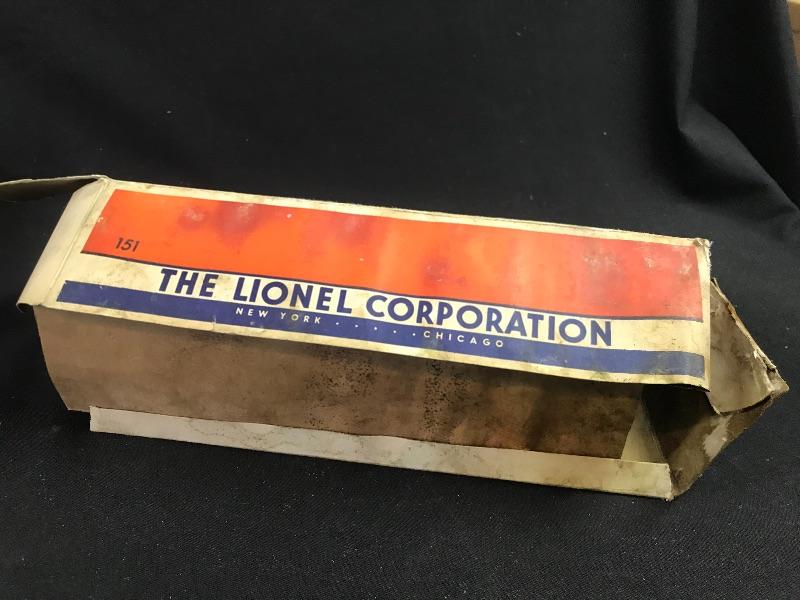 151
THE LIONEL CORPORATION
NEW YORK . . . . . CHICAGO